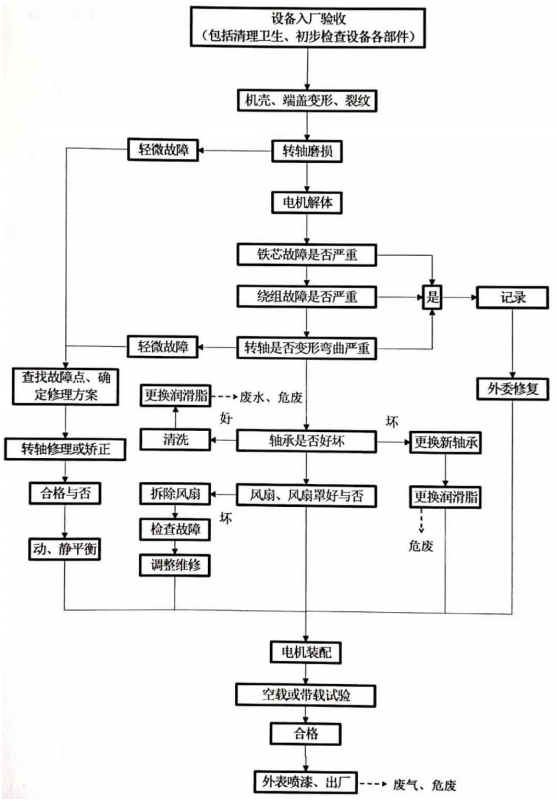 设备入厂验收
（包括清理卫生、初步检查设备各部件）
机壳、端盖变形、裂纹
轻微故障
转轴磨损
电机解体
铁芯故障是否严重
绕组故障是否严重
是
记录
轻微故障
转轴是否变形弯曲严重
查找故障点、确
定修理方案
更换润滑脂
废水、危废
外委修复
好
坏
转轴修理或矫正
清洗
轴承是否好坏
更换新轴承
合格与否
拆除风扇
风扇、风扇罩好与否
更换润滑脂
坏
检查故障
动、静平衡
危废
调整维修
电机装配
空载或带载试验
合格
外表喷漆、出厂
废气、危废